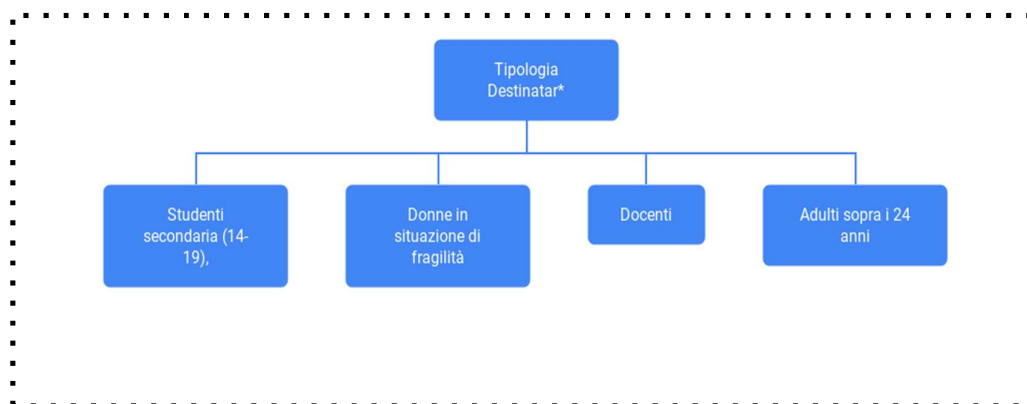 Tipologia
Destinatar*
Studenti
secondaria (14-
19),
Donne in
situazione di
fragilità
Docenti
Adulti sopra i 24
anni